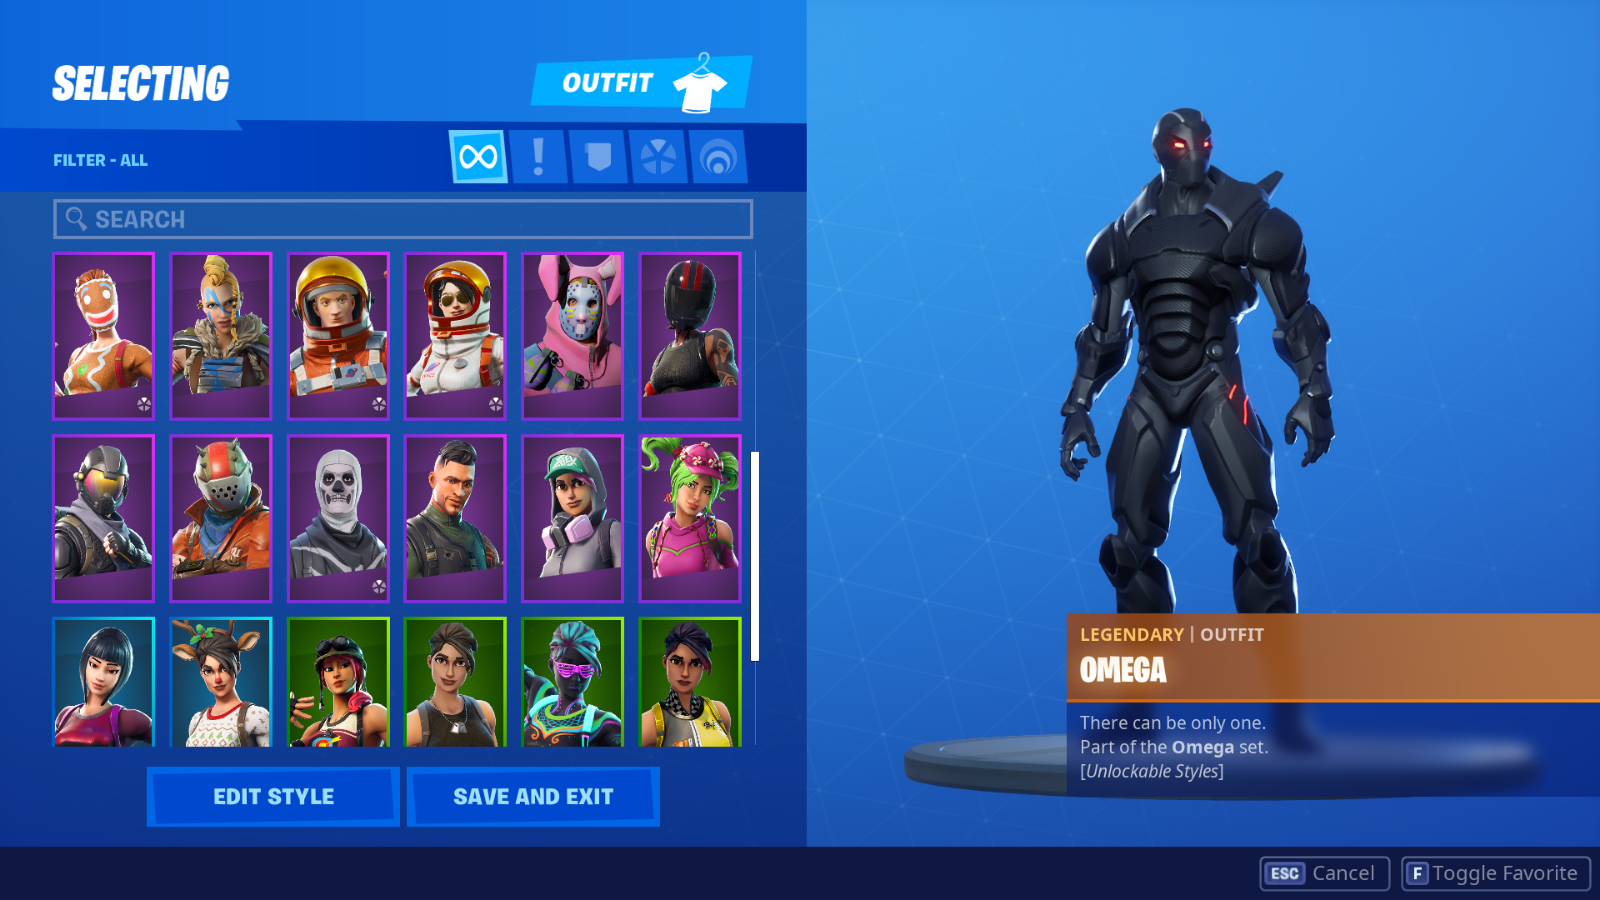 SELECTING
OUTFIT
FILTER - ALL
SEARCH
EDIT STYLE
SAVE AND EXIT
LEGENDARY | OUTFIT
OMEGA
There can be only one.
Part of the Omega set.
[Unlockable Styles]
ESC Cancel
F Toggle Favorite